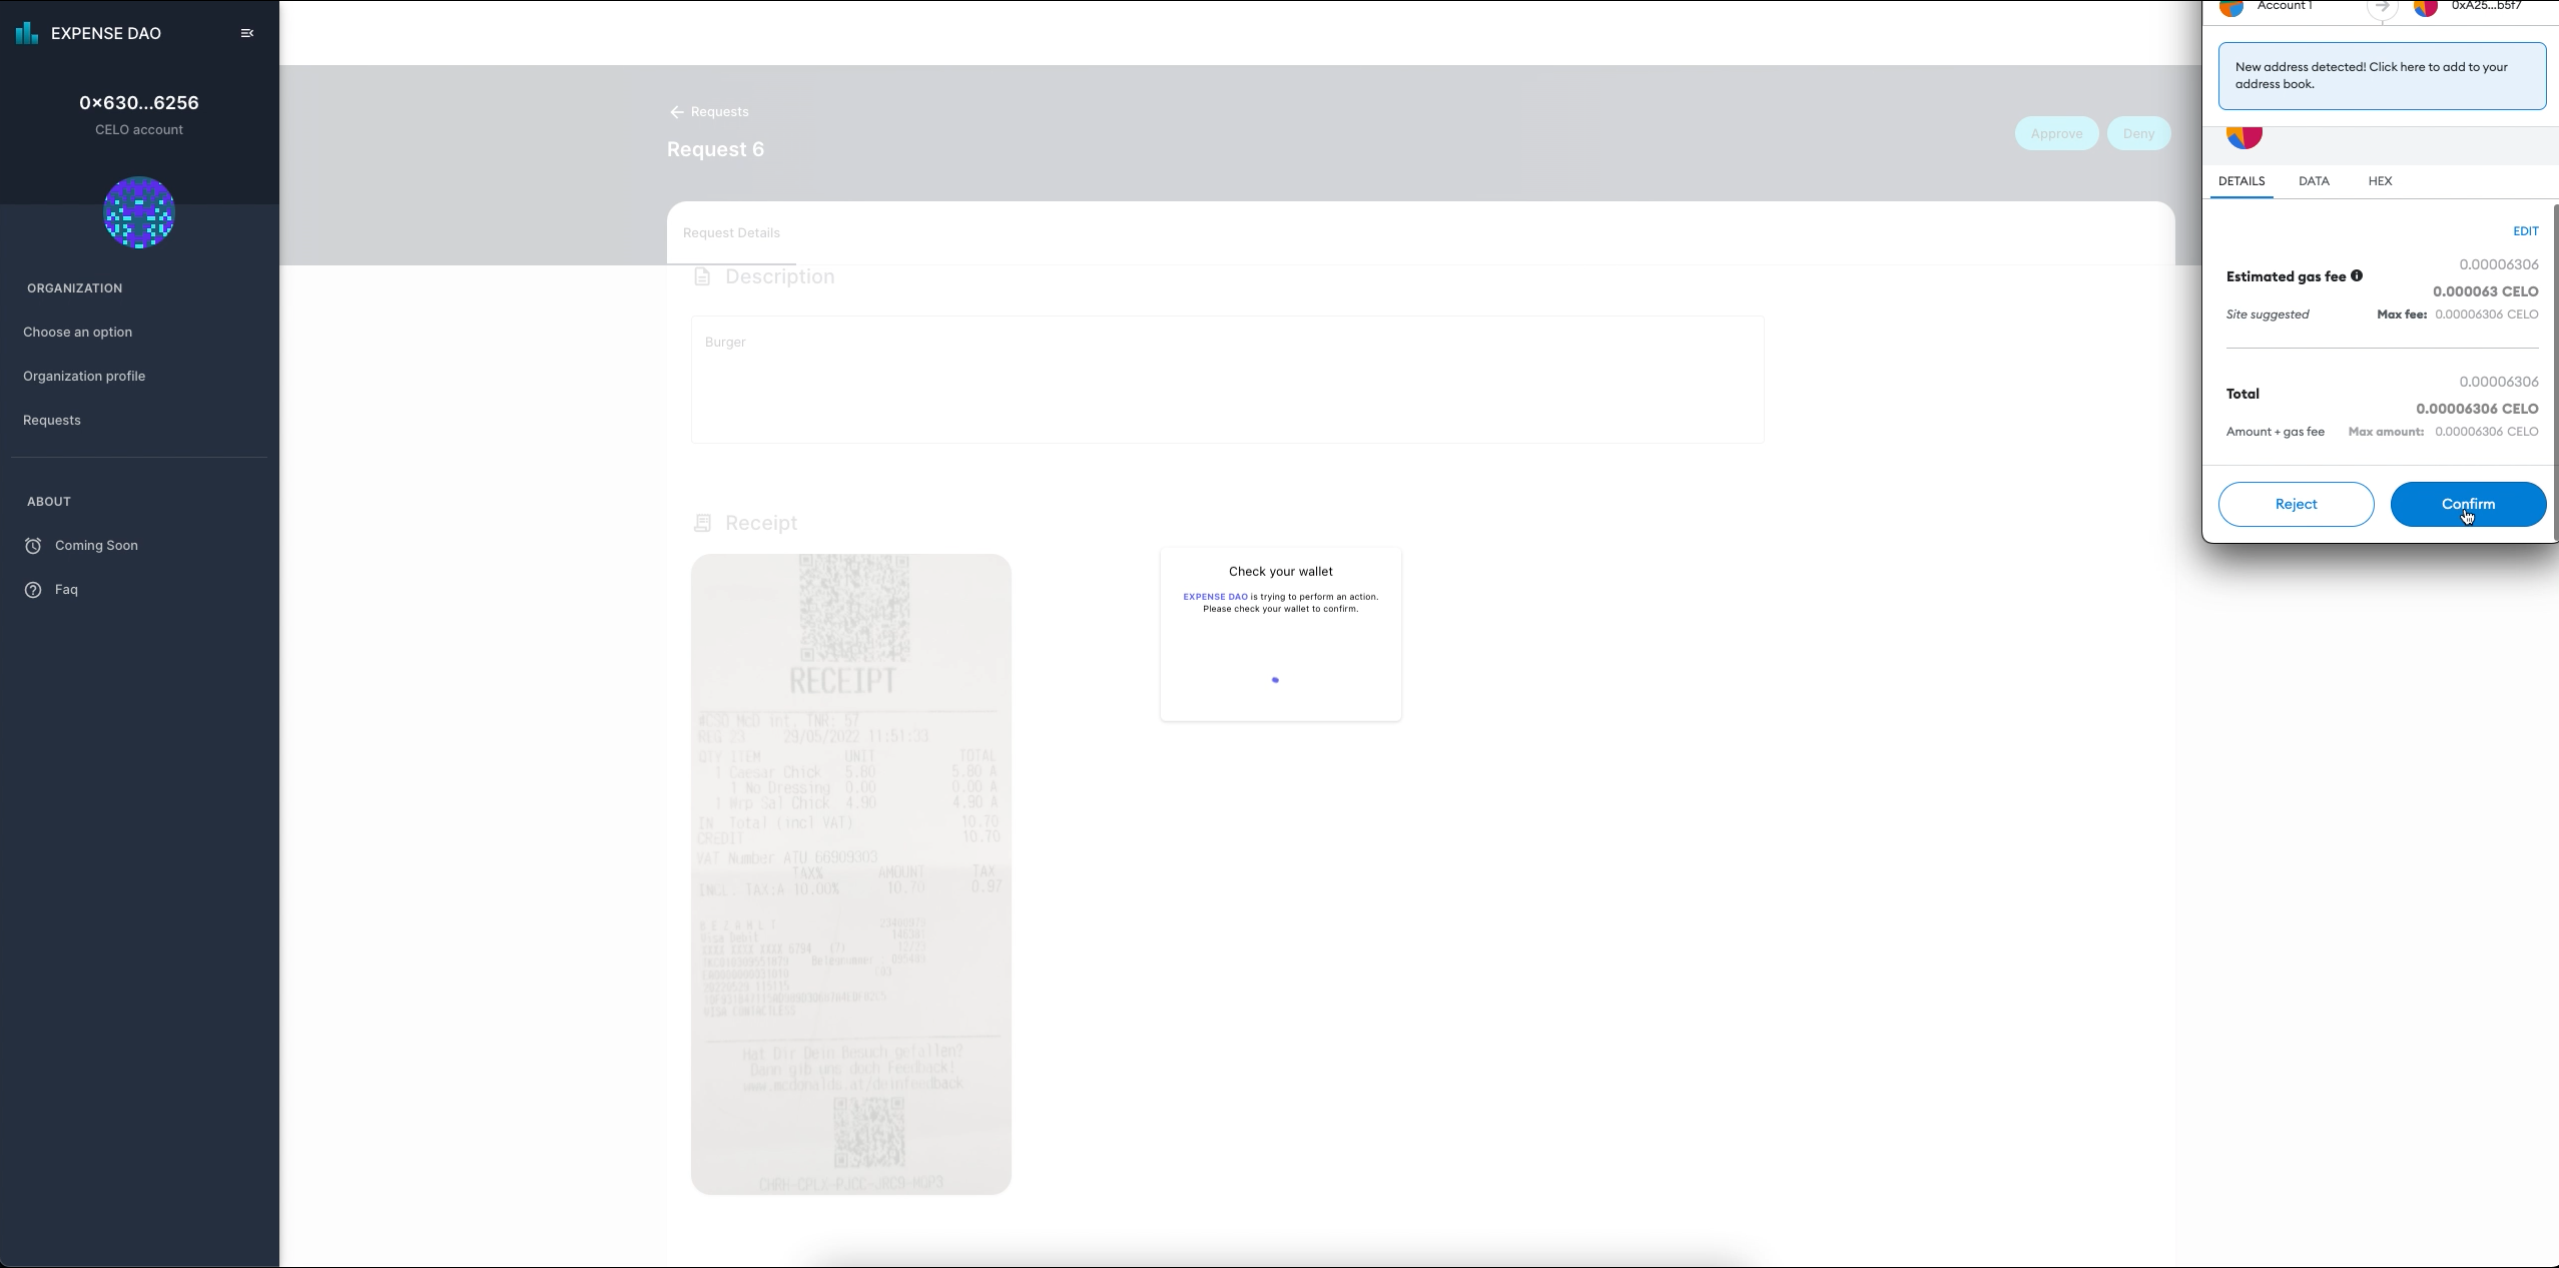 EXPENSE DAO
0×630...6256
CELO account
ORGANIZATION
Choose an option
Organization profile
Requests
ABOUT
Coming Soon
Faq
Requests
Request 6
Approve
Deny
Request Details
Description
Burger
Receipt
RECEIPT
#CSO McD int. TNR: 57
REG 23 29/05/2022 11:51:33
QTY ITEM UNIT TOTAL
1 Caesar Chick 5.80 5.80 A
1 No Dressing 0.00 0.00 A
1 Wrp Sal Chick 4.90 4.90 A
IN Total (incl VAT) 10.70
CREDIT 10.70
VAT Number ATU 66909303
TAX% AMOUNT TAX
INCL. TAX:A 10.00% 10.70 0.97
B E Z A H L T
Visa Debit
VISA CONTACTLESS
Hat Dir Dein Besuch gefallen?
Dann gib uns doch Feedback!
www.mcdonalds.at/deinfeedback
Check your wallet
EXPENSE DAO is trying to perform an action.
Please check your wallet to confirm.
Account 1
0xA25...b5f7
New address detected! Click here to add to your
address book.
DETAILS DATA HEX
EDIT
0.00006306
Estimated gas fee
0.000063 CELO
Site suggested Max fee: 0.00006306 CELO
0.00006306
Total
0.00006306 CELO
Amount + gas fee Max amount: 0.00006306 CELO
Reject
Confirm